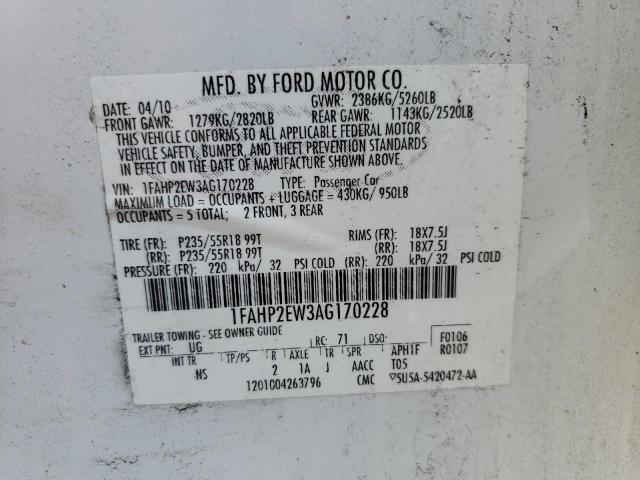 MFD. BY FORD MOTOR CO.
DATE: 04/10 GVWR: 2386KG/5260LB
FRONT GAWR: 1279KG/2820LB REAR GAWR: 1143KG/2520LB
THIS VEHICLE CONFORMS TO ALL APPLICABLE FEDERAL MOTOR
VEHICLE SAFETY, BUMPER, AND THEFT PREVENTION STANDARDS
IN EFFECT ON THE DATE OF MANUFACTURE SHOWN ABOVE.
VIN: 1FAHP2EW3AG170228 TYPE: Passenger Car
MAXIMUM LOAD = OCCUPANTS + LUGGAGE = 430KG/950LB
OCCUPANTS = 5 TOTAL; 2 FRONT, 3 REAR
TIRE (FR): P235/55R18 99T RIMS (FR): 18X7.5J
(RR): P235/55R18 99T (RR): 18X7.5J
PRESSURE (FR): 220 kPa/ 32 PSI COLD (RR): 220 kPa/ 32 PSI COLD
1FAHP2EW3AG170228
TRAILER TOWING - SEE OWNER GUIDE
EXT PNT: UG RC: 71 DSO: F0106
INT TR TP/PS R AXLE TR SPR APH1F R0107
NS 2 1A J AACC T05
1201004263796 CMC ▽5U5A-5420472-AA